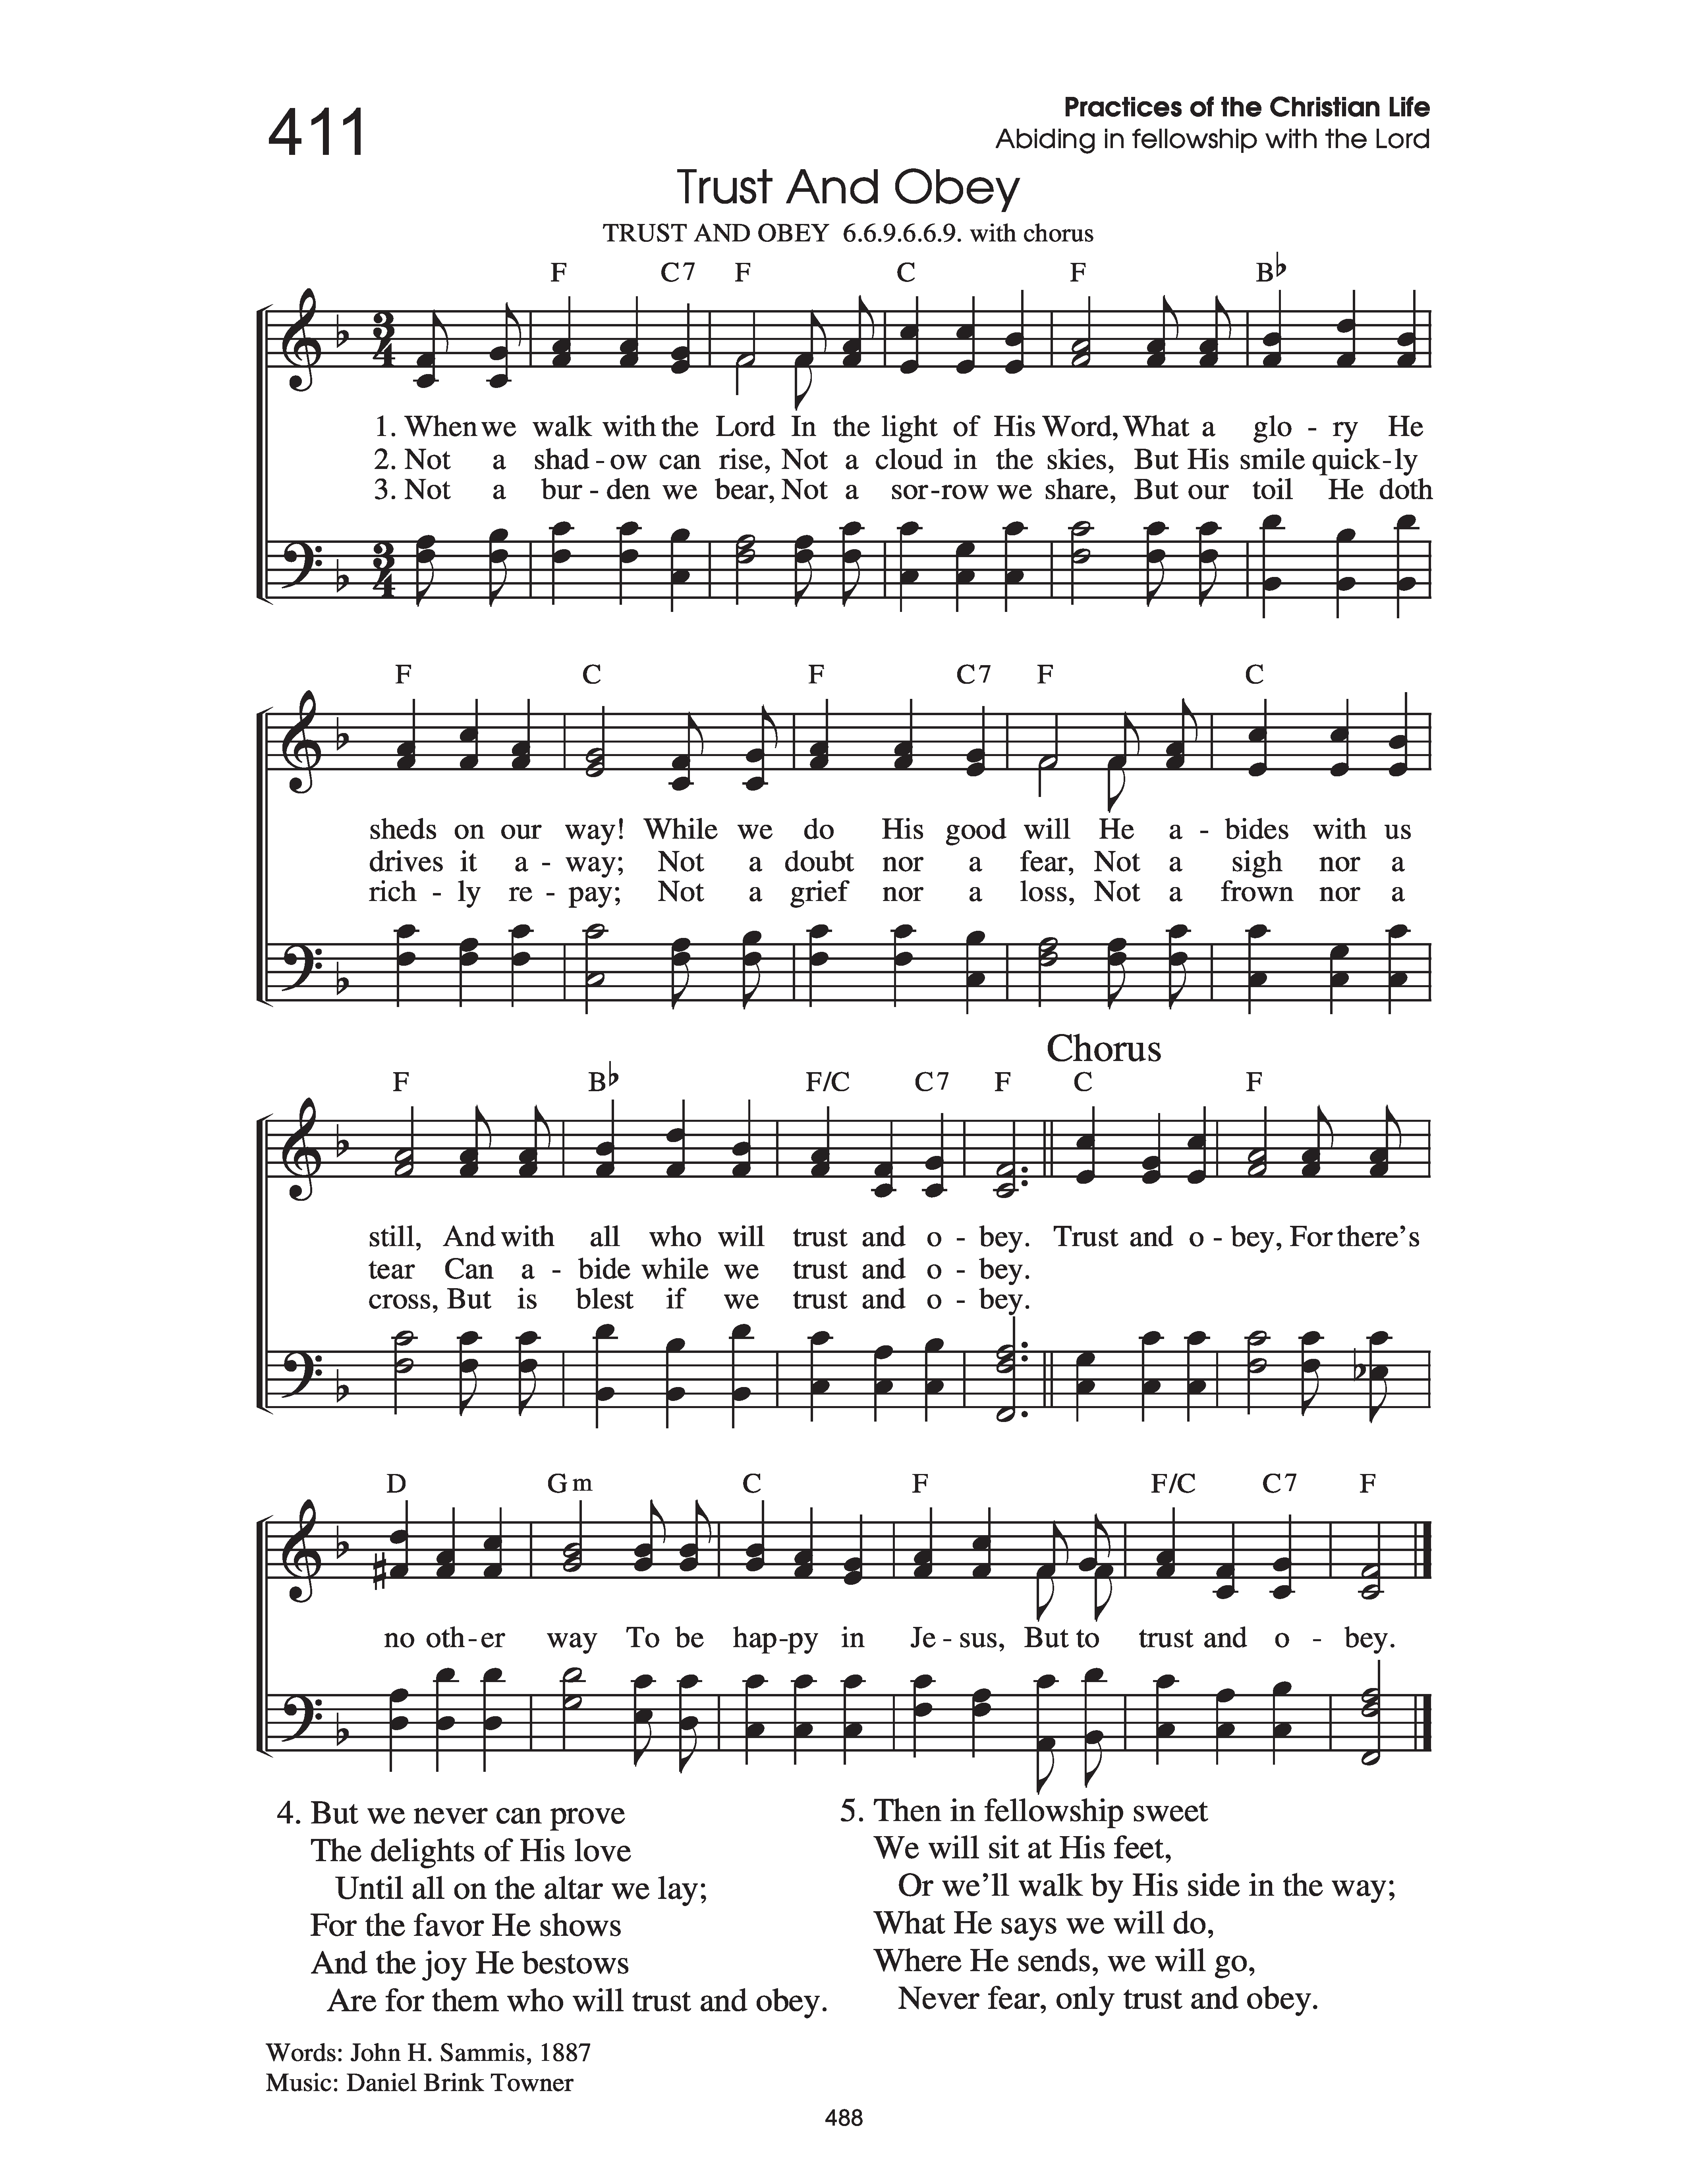 411
Practices of the Christian Life
Abiding in fellowship with the Lord
Trust And Obey
TRUST AND OBEY 6.6.9.6.6.9. with chorus
F C7 F C F B♭
3/4
1. When we walk with the Lord In the light of His Word, What a glo - ry He
2. Not a shad - ow can rise, Not a cloud in the skies, But His smile quick - ly
3. Not a bur - den we bear, Not a sor - row we share, But our toil He doth
3/4
F C F C7 F C
sheds on our way! While we do His good will He a - bides with us
drives it a - way; Not a doubt nor a fear, Not a sigh nor a
rich - ly re - pay; Not a grief nor a loss, Not a frown nor a
Chorus
F B♭ F/C C7 F C F
still, And with all who will trust and o - bey. Trust and o - bey, For there's
tear Can a - bide while we trust and o - bey.
cross, But is blest if we trust and o - bey.
D Gm C F F/C C7 F
no oth - er way To be hap - py in Je - sus, But to trust and o - bey.
4. But we never can prove
The delights of His love
Until all on the altar we lay;
For the favor He shows
And the joy He bestows
Are for them who will trust and obey.
5. Then in fellowship sweet
We will sit at His feet,
Or we'll walk by His side in the way;
What He says we will do,
Where He sends, we will go,
Never fear, only trust and obey.
Words: John H. Sammis, 1887
Music: Daniel Brink Towner
488